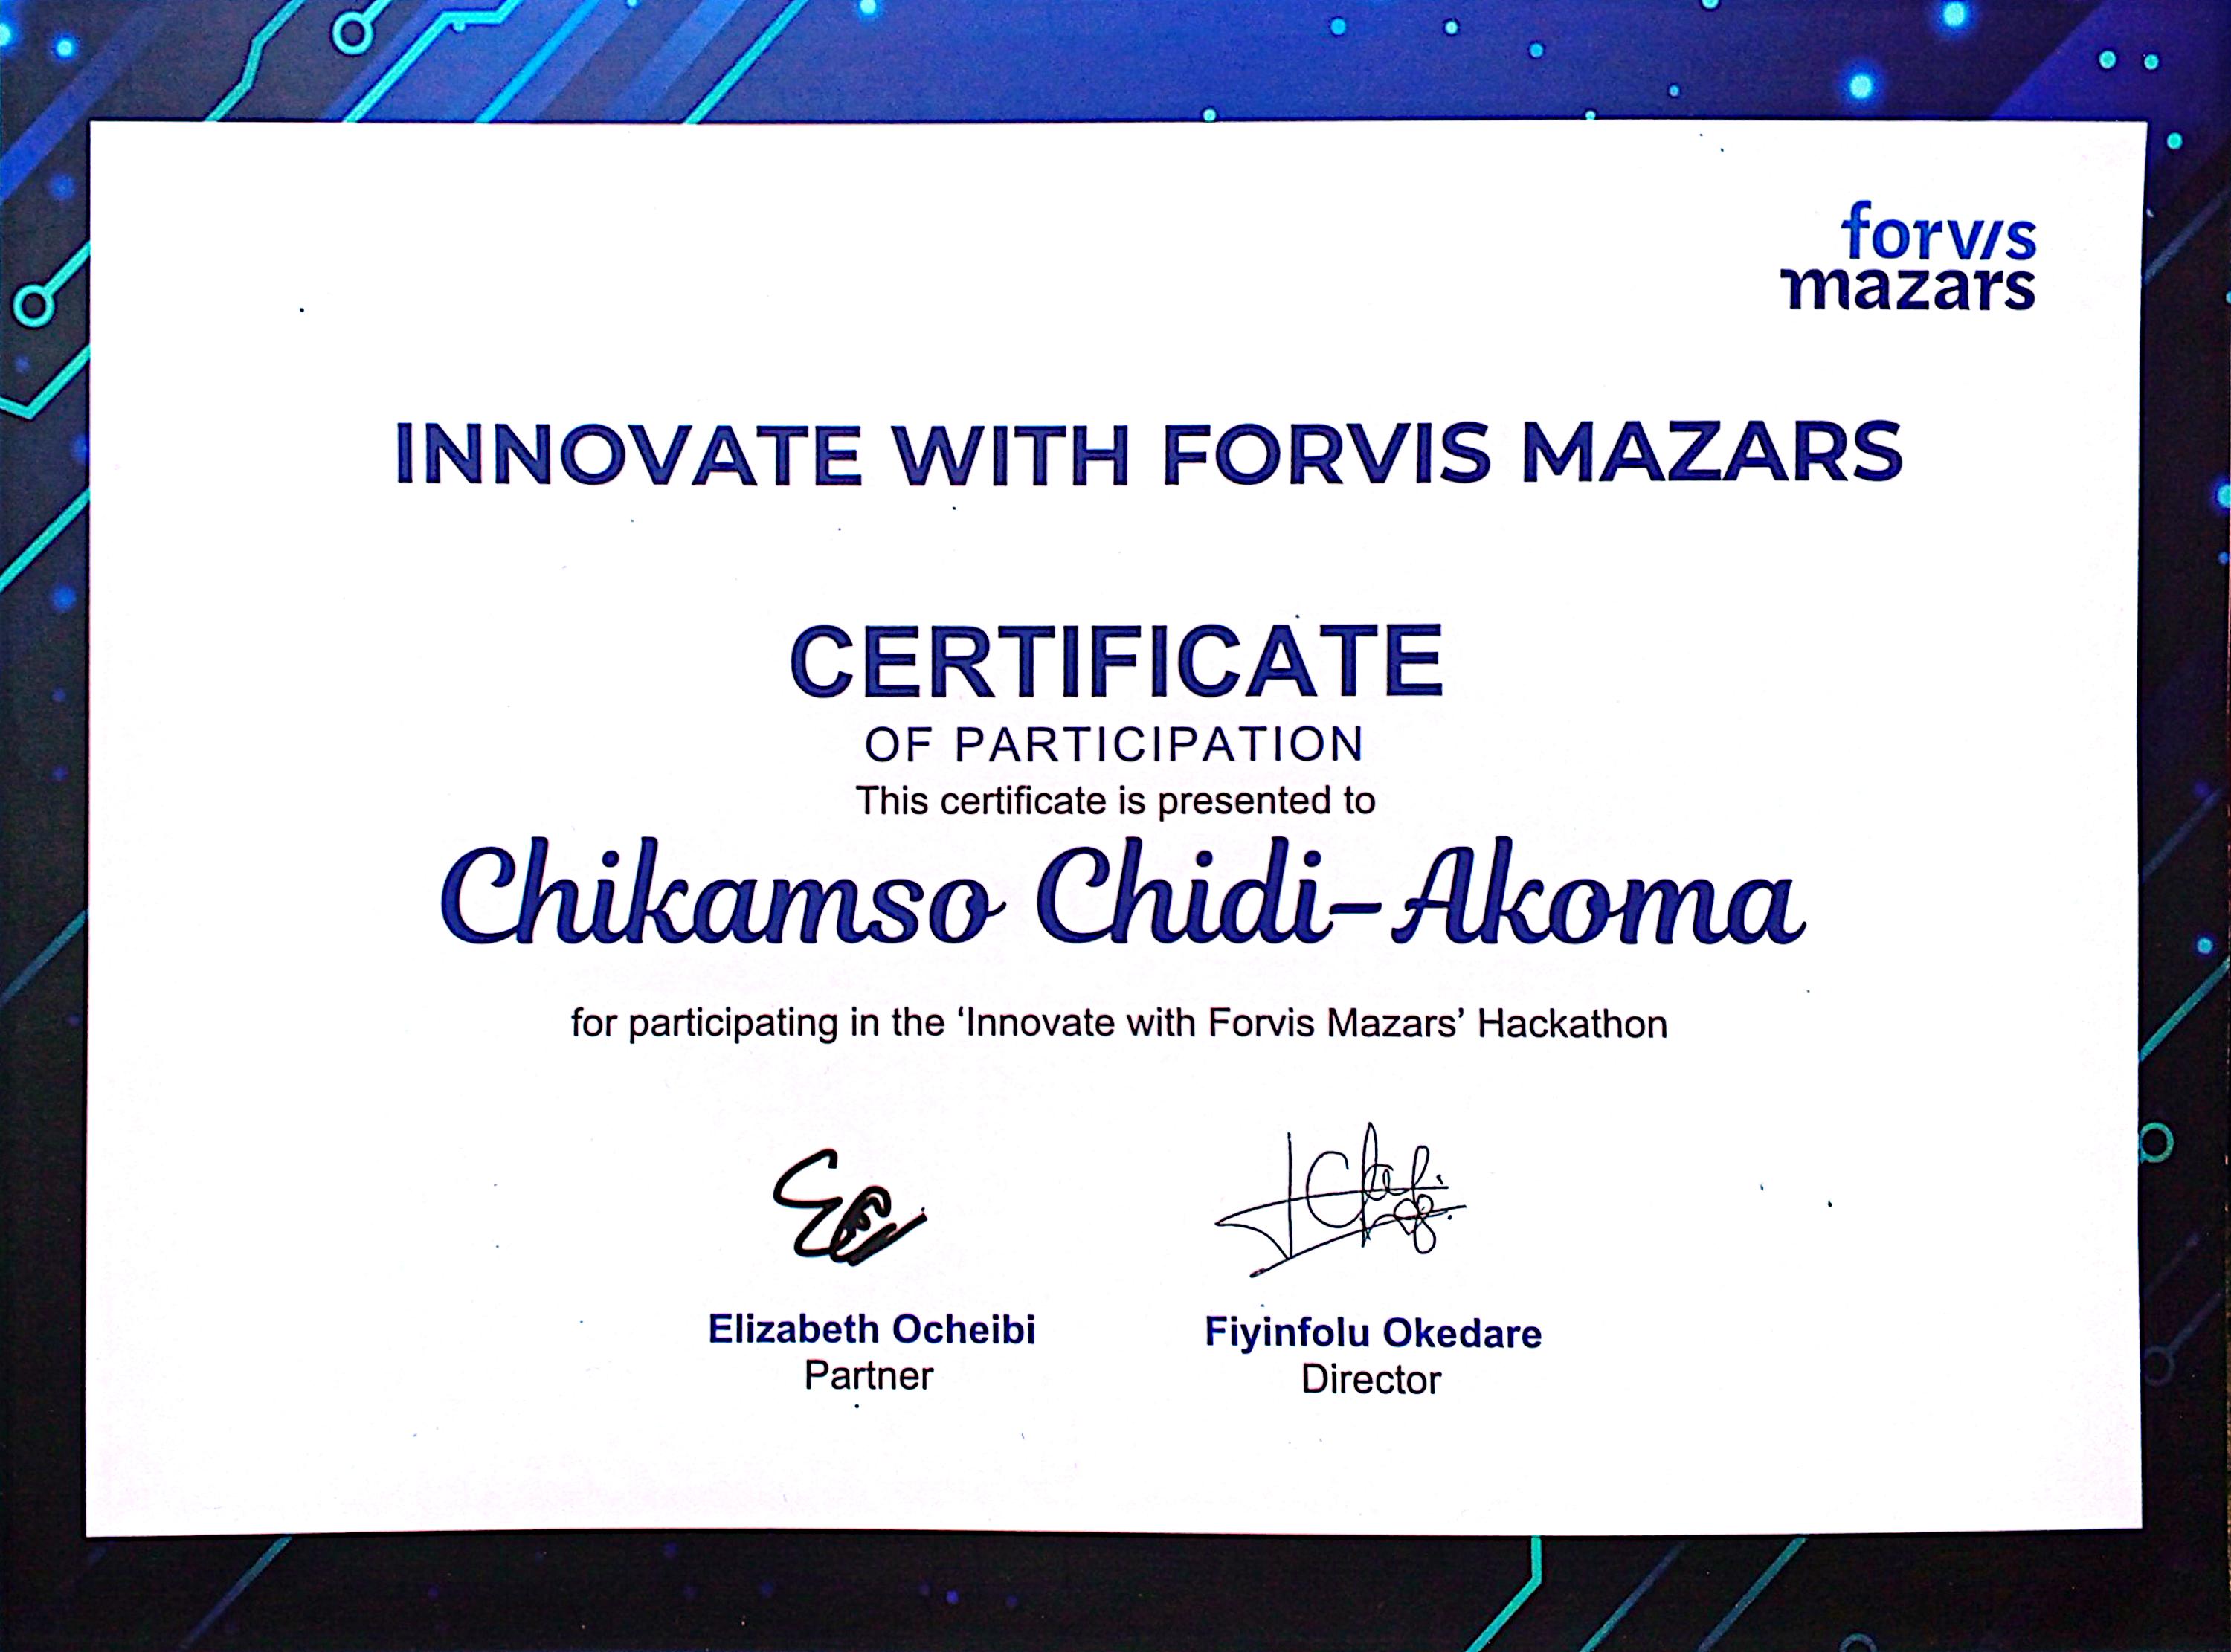 forvis
mazars
INNOVATE WITH FORVIS MAZARS
CERTIFICATE
OF PARTICIPATION
This certificate is presented to
Chikamso Chidi-Akoma
for participating in the ‘Innovate with Forvis Mazars’ Hackathon
Elizabeth Ocheibi
Fiyinfolu Okedare
Partner
Director